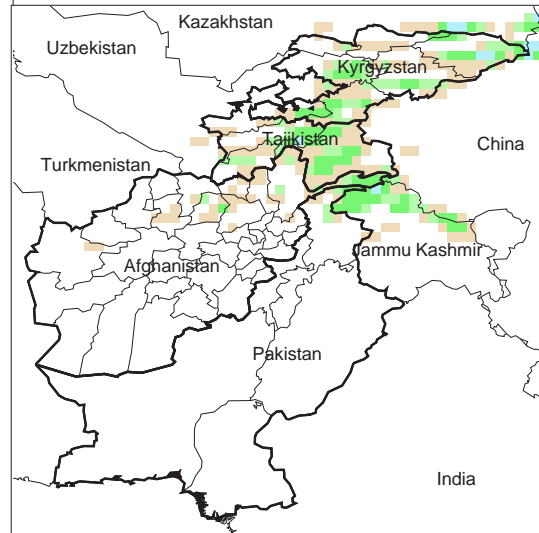 Kazakhstan
Uzbekistan
Kyrgyzstan
Tajikistan
China
Turkmenistan
Jammu Kashmir
Afghanistan
Pakistan
India